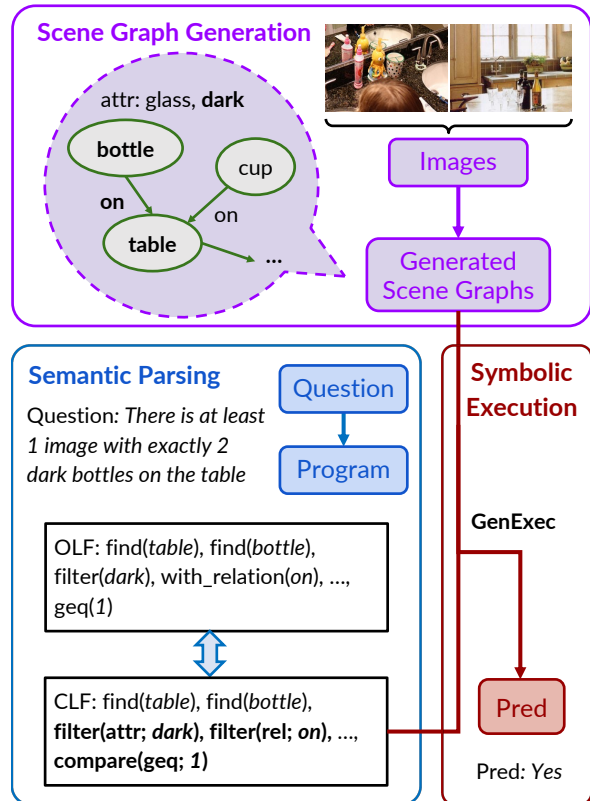 Scene Graph Generation
attr: glass, dark
bottle
cup
on
on
table
...
Images
Generated
Scene Graphs
Semantic Parsing
Question: There is at least
1 image with exactly 2
dark bottles on the table
Question
Program
OLF: find(table), find(bottle),
filter(dark), with_relation(on), …,
geq(1)
CLF: find(table), find(bottle),
filter(attr; dark), filter(rel; on), …,
compare(geq; 1)
Symbolic
Execution
GenExec
Pred
Pred: Yes